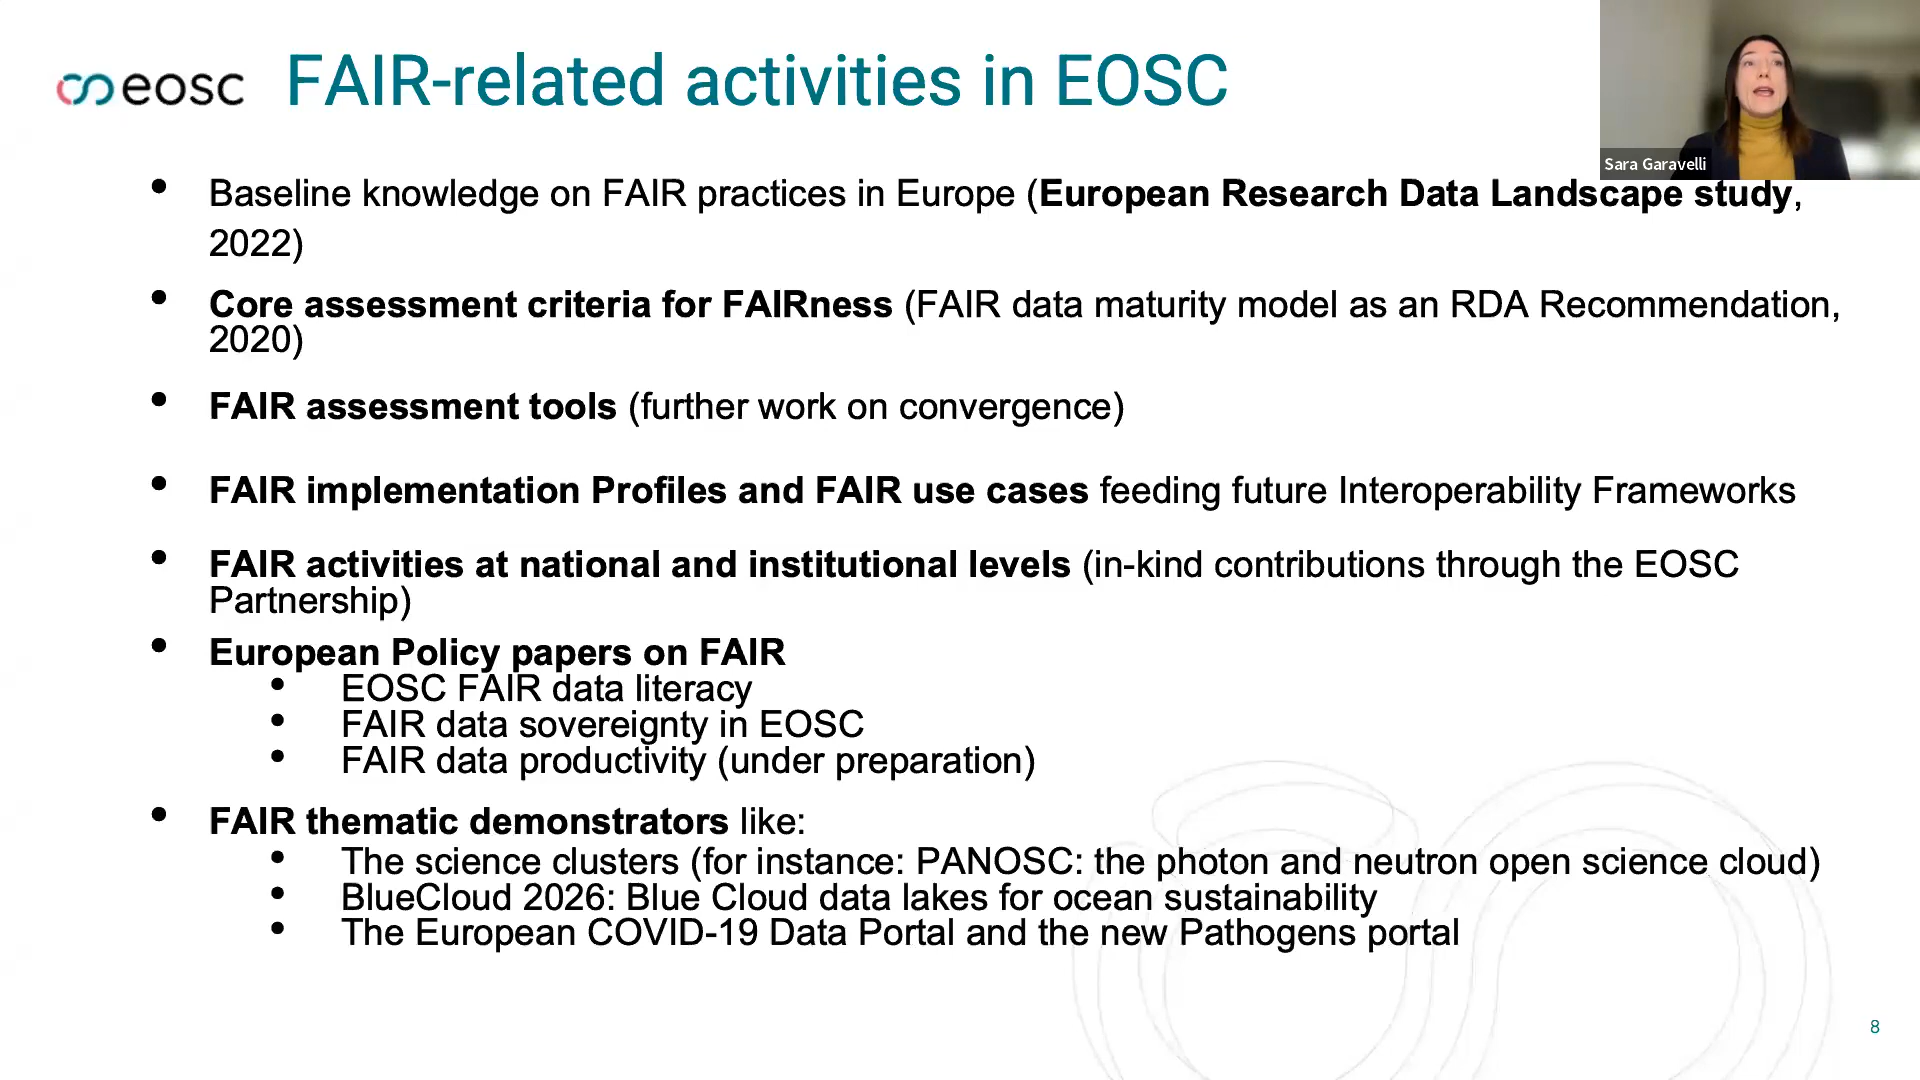 eosc
FAIR-related activities in EOSC
Sara Garavelli
• Baseline knowledge on FAIR practices in Europe (European Research Data Landscape study,
2022)
• Core assessment criteria for FAIRness (FAIR data maturity model as an RDA Recommendation,
2020)
• FAIR assessment tools (further work on convergence)
• FAIR implementation Profiles and FAIR use cases feeding future Interoperability Frameworks
• FAIR activities at national and institutional levels (in-kind contributions through the EOSC
Partnership)
• European Policy papers on FAIR
• EOSC FAIR data literacy
• FAIR data sovereignty in EOSC
• FAIR data productivity (under preparation)
• FAIR thematic demonstrators like:
• The science clusters (for instance: PANOSC: the photon and neutron open science cloud)
• BlueCloud 2026: Blue Cloud data lakes for ocean sustainability
• The European COVID-19 Data Portal and the new Pathogens portal
8